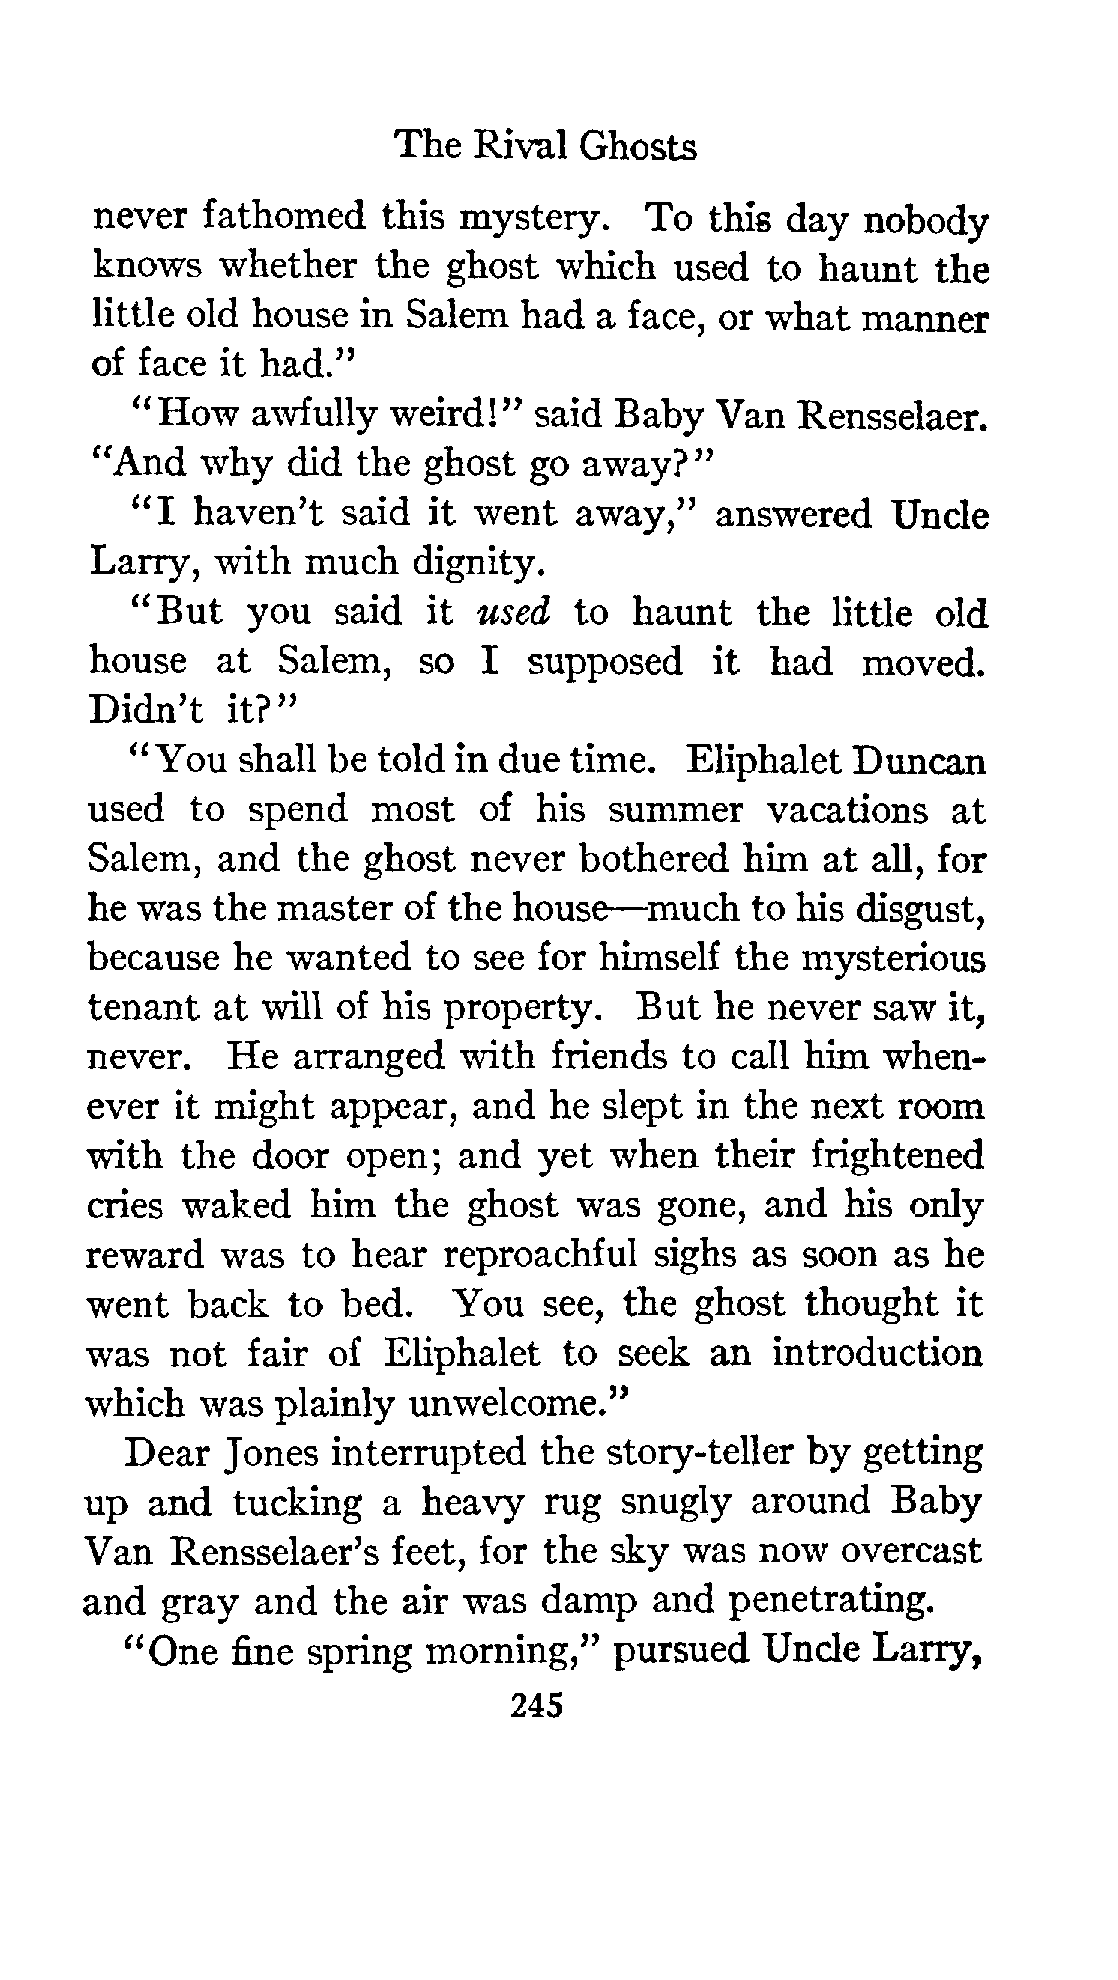 The Rival Ghosts
never fathomed this mystery. To this day nobody
knows whether the ghost which used to haunt the
little old house in Salem had a face, or what manner
of face it had."
"How awfully weird!" said Baby Van Rensselaer.
"And why did the ghost go away?"
"I haven't said it went away," answered Uncle
Larry, with much dignity.
"But you said it used to haunt the little old
house at Salem, so I supposed it had moved.
Didn't it?"
"You shall be told in due time. Eliphalet Duncan
used to spend most of his summer vacations at
Salem, and the ghost never bothered him at all, for
he was the master of the house—much to his disgust,
because he wanted to see for himself the mysterious
tenant at will of his property. But he never saw it,
never. He arranged with friends to call him when-
ever it might appear, and he slept in the next room
with the door open; and yet when their frightened
cries waked him the ghost was gone, and his only
reward was to hear reproachful sighs as soon as he
went back to bed. You see, the ghost thought it
was not fair of Eliphalet to seek an introduction
which was plainly unwelcome."
Dear Jones interrupted the story-teller by getting
up and tucking a heavy rug snugly around Baby
Van Rensselaer's feet, for the sky was now overcast
and gray and the air was damp and penetrating.
"One fine spring morning," pursued Uncle Larry,
245